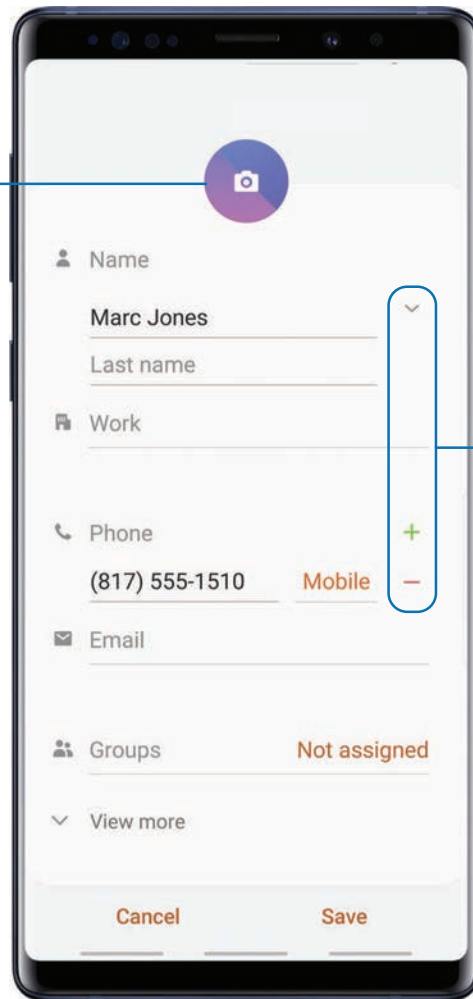 Name
Marc Jones
Last name
Work
Phone
(817) 555-1510 Mobile
Email
Groups Not assigned
View more
Cancel Save